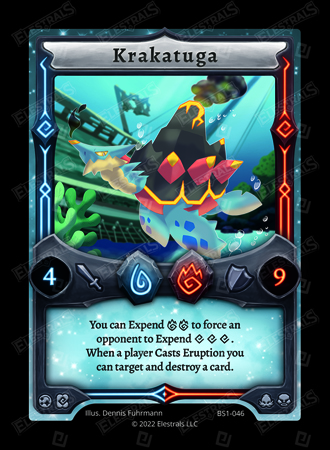 Krakatuga
4
9
You can Expend to force an
opponent to Expend .
When a player Casts Eruption you
can target and destroy a card.
Illus. Dennis Fuhrmann
BS1-046
© 2022 Elestrals LLC
ELESTRALS